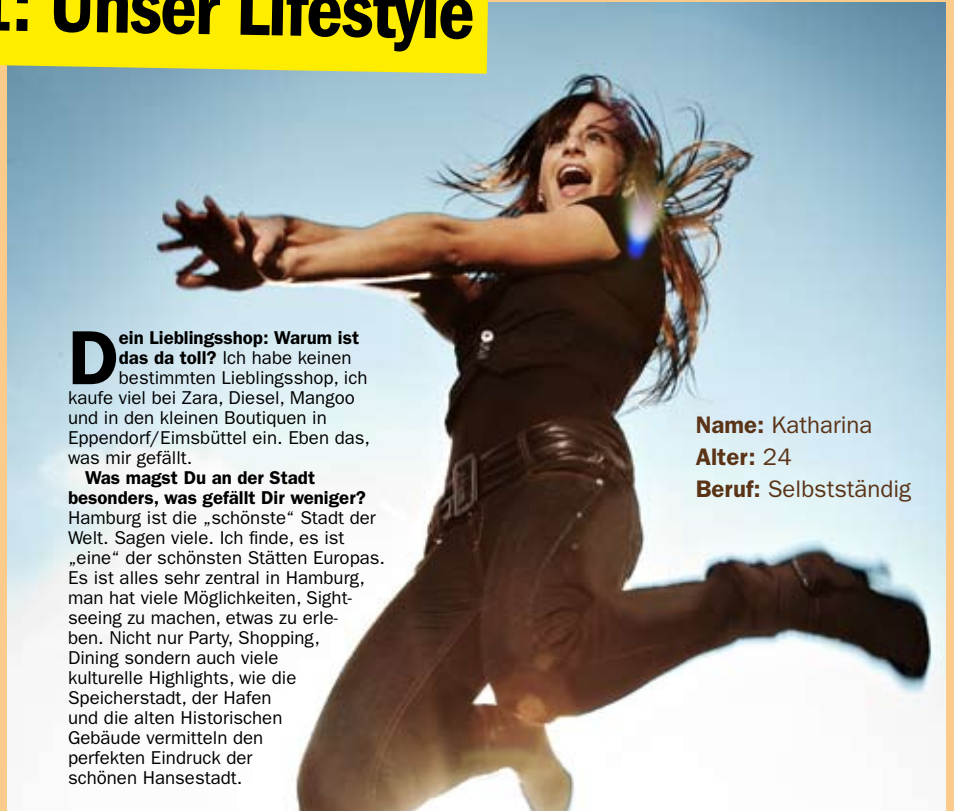 : Unser Lifestyle
Dein Lieblingsshop: Warum ist
das da toll? Ich habe keinen
bestimmten Lieblingsshop, ich
kaufe viel bei Zara, Diesel, Mangoo
und in den kleinen Boutiquen in
Eppendorf/Eimsbüttel ein. Eben das,
was mir gefällt.
Was magst Du an der Stadt
besonders, was gefällt Dir weniger?
Hamburg ist die „schönste“ Stadt der
Welt. Sagen viele. Ich finde, es ist
„eine“ der schönsten Stätten Europas.
Es ist alles sehr zentral in Hamburg,
man hat viele Möglichkeiten, Sight-
seeing zu machen, etwas zu erle-
ben. Nicht nur Party, Shopping,
Dining sondern auch viele
kulturelle Highlights, wie die
Speicherstadt, der Hafen
und die alten Historischen
Gebäude vermitteln den
perfekten Eindruck der
schönen Hansestadt.
Name: Katharina
Alter: 24
Beruf: Selbstständig